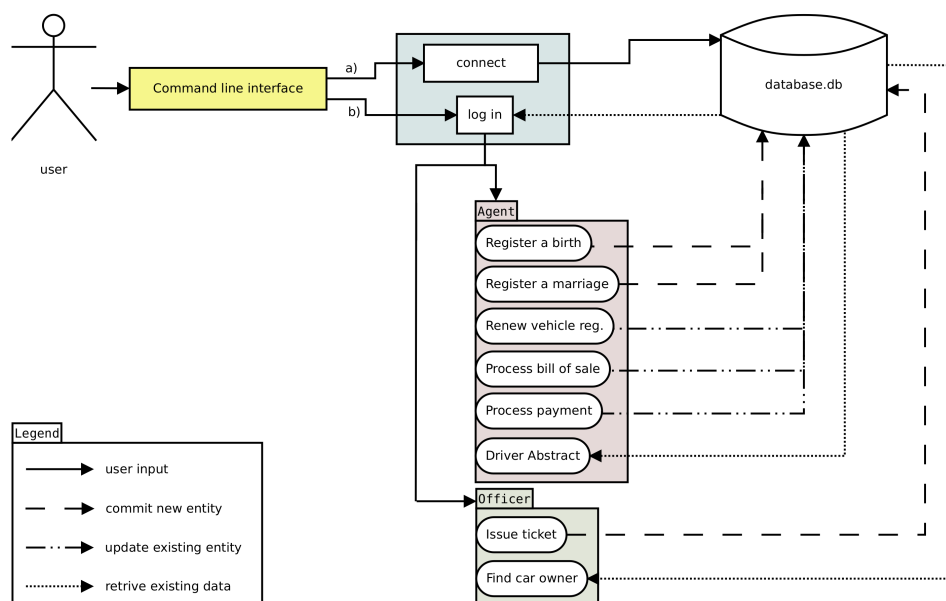 a)
connect
Command line interface
database.db
b)
log in
user
Agent
Register a birth
Register a marriage
Renew vehicle reg.
Process bill of sale
Process payment
Driver Abstract
Officer
Issue ticket
Find car owner
Legend
user input
commit new entity
update existing entity
retrive existing data